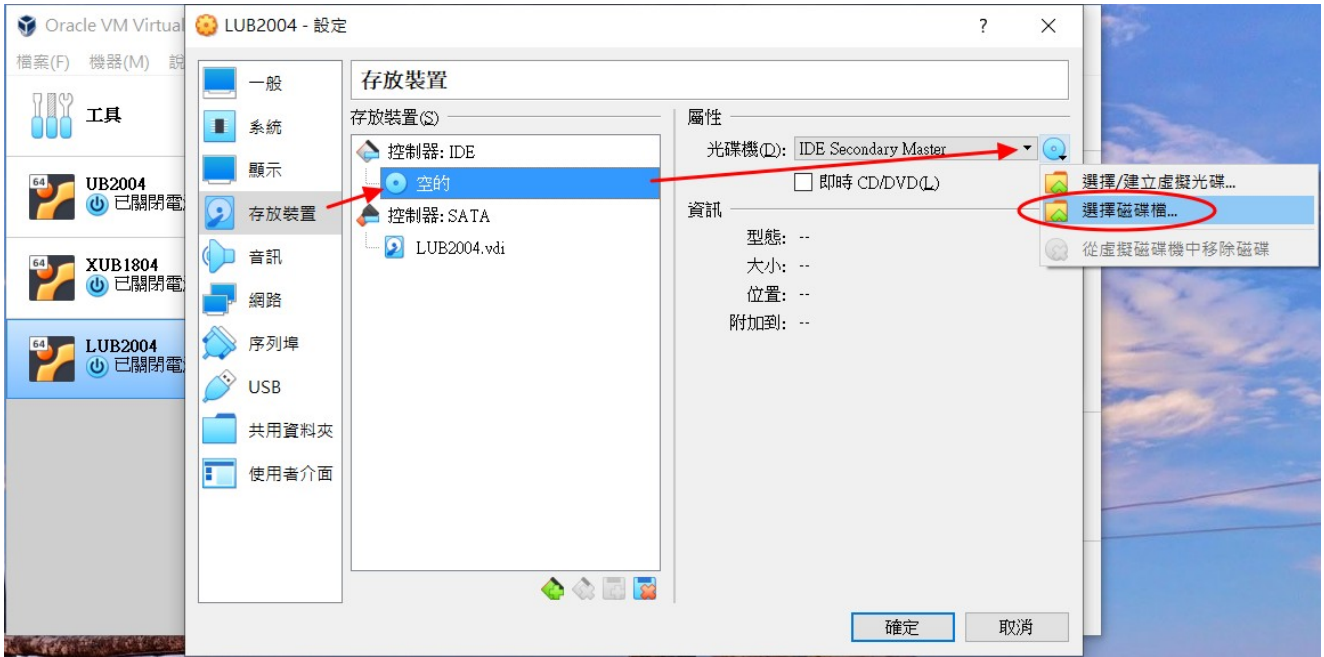 Oracle VM Virtual
檔案(F) 機器(M) 說
工具
64
UB2004
已關閉電
64
XUB1804
已關閉電
64
LUB2004
已關閉電
LUB2004 - 設定
?
一般
系統
顯示
存放裝置
音訊
網路
序列埠
USB
共用資料夾
使用者介面
存放裝置
存放裝置(S)
控制器: IDE
空的
控制器: SATA
LUB2004.vdi
屬性
光碟機(D): IDE Secondary Master
即時 CD/DVD(L)
資訊
型態: --
大小: --
位置: --
附加到: --
選擇/建立虛擬光碟...
選擇磁碟檔...
從虛擬磁碟機中移除磁碟
確定 取消